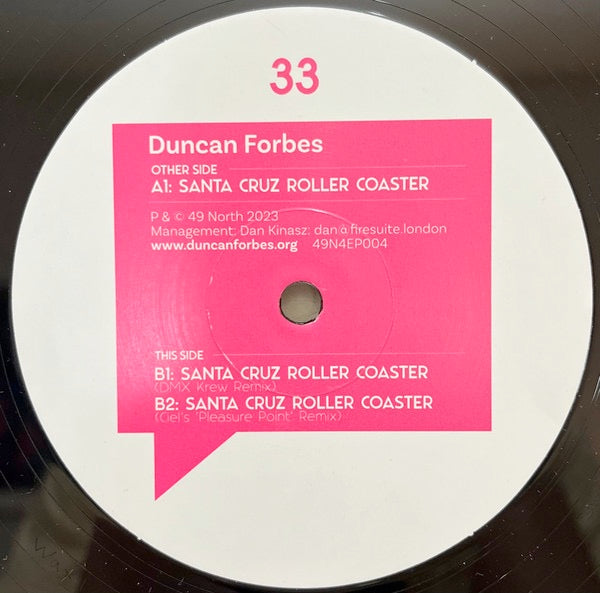 33
Duncan Forbes
OTHER SIDE
A1: SANTA CRUZ ROLLER COASTER
P & © 49 North 2023
Management: Dan Kinasz: dan@firesuite.london
www.duncanforbes.org 49N4EP004
THIS SIDE
B1: SANTA CRUZ ROLLER COASTER
(DMX Krew Remix)
B2: SANTA CRUZ ROLLER COASTER
(Ciel's 'Pleasure Point' Remix)